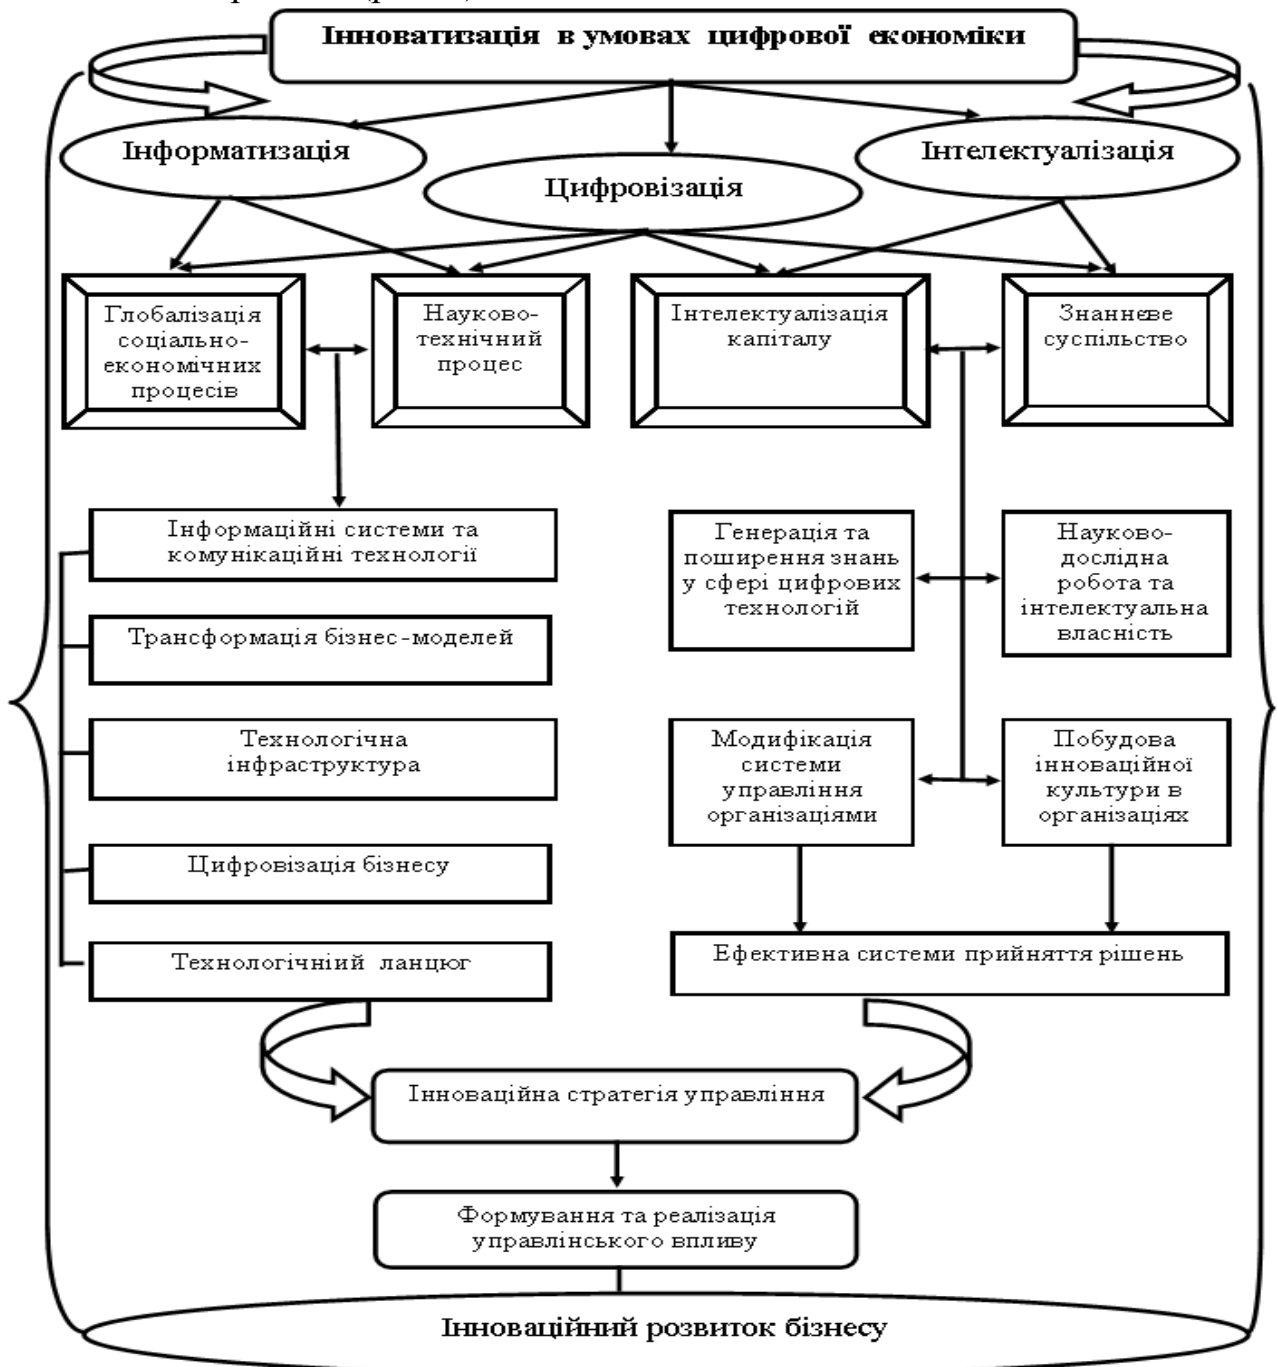 Інноватизація в умовах цифрової економіки
Інформатизація
Цифровізація
Інтелектуалізація
Глобалізація
соціально-
економічних
процесів
Науково-
технічний
процес
Інтелектуалізація
капіталу
Знаннєве
суспільство
Інформаційні системи та
комунікаційні технології
Трансформація бізнес-моделей
Технологічна
інфраструктура
Цифровізація бізнесу
Технологічніий ланцюг
Генерація та
поширення знань
у сфері цифрових
технологій
Науково-
дослідна
робота та
інтелектуальна
власність
Модифікація
системи
управління
організаціями
Побудова
інноваційної
культури в
організаціях
Ефективна системи прийняття рішень
Інноваційна стратегія управління
Формування та реалізація
управлінського впливу
Інноваційний розвиток бізнесу